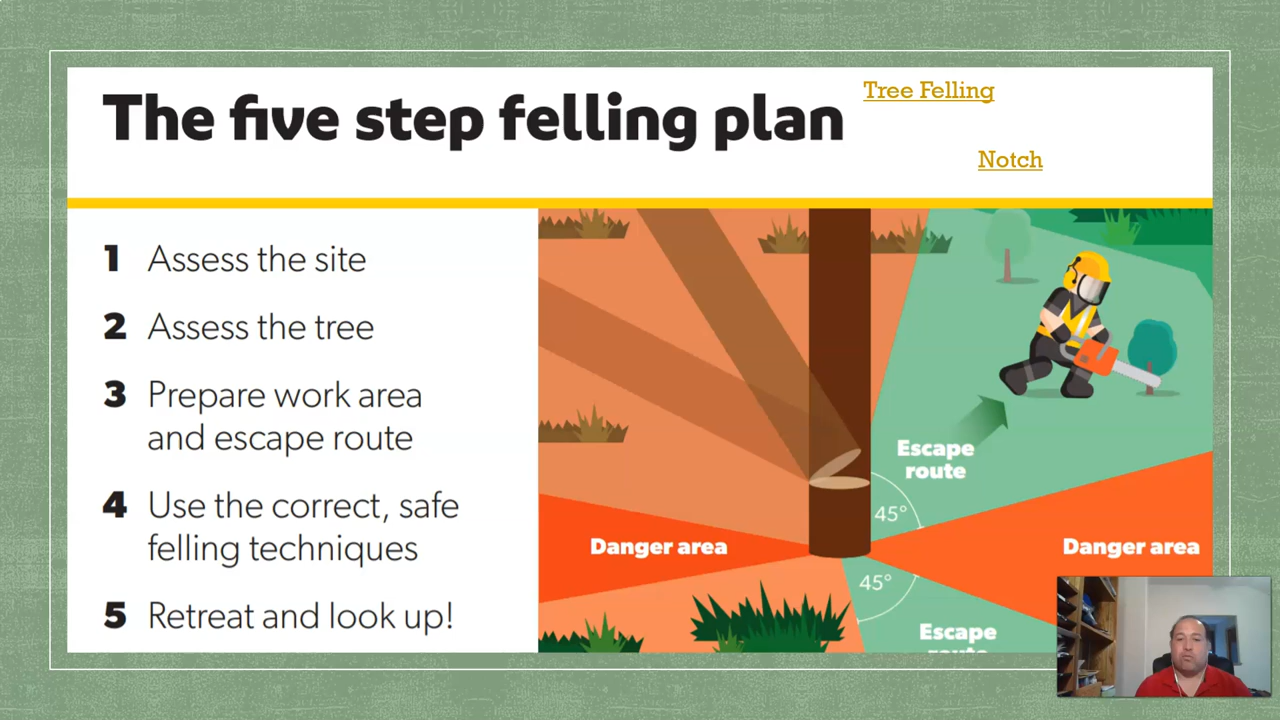 The five step felling plan
Tree Felling
Notch
1 Assess the site
2 Assess the tree
3 Prepare work area
and escape route
4 Use the correct, safe
felling techniques
5 Retreat and look up!
Escape
route
45°
Danger area
Danger area
45°
Escape
route